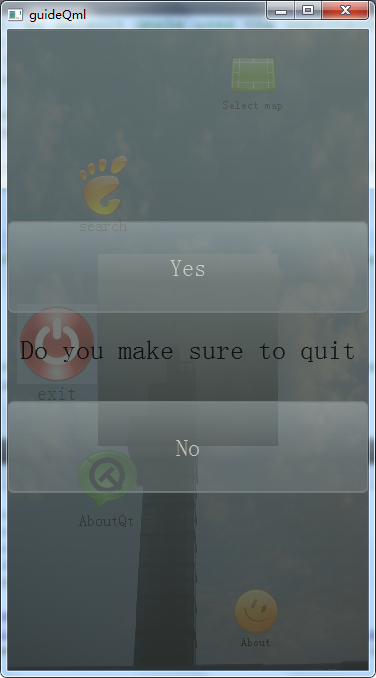 guideQml
Select map
search
Yes
Do you make sure to quit
exit
No
AboutQt
About